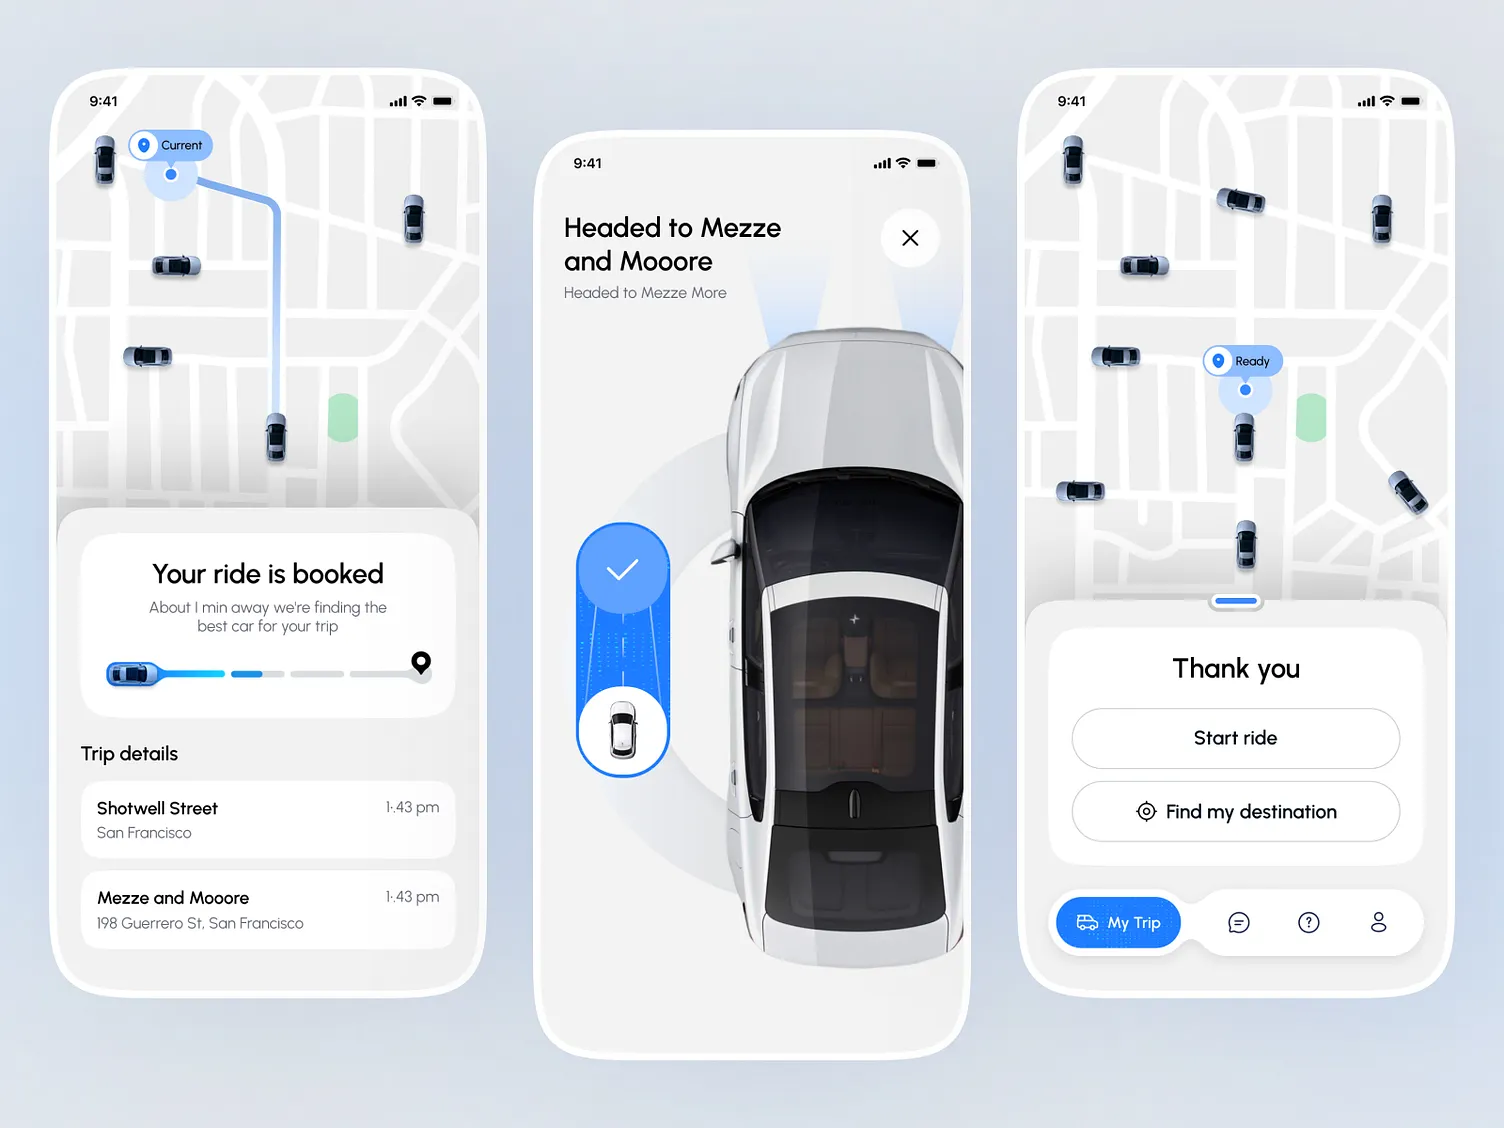 9:41
Current
Your ride is booked
About 1 min away we're finding the
best car for your trip
Trip details
Shotwell Street
1:.43 pm
San Francisco
Mezze and Mooore
1:.43 pm
198 Guerrero St, San Francisco
9:41
Headed to Mezze
and Mooore
Headed to Mezze More
9:41
Ready
Thank you
Start ride
Find my destination
My Trip